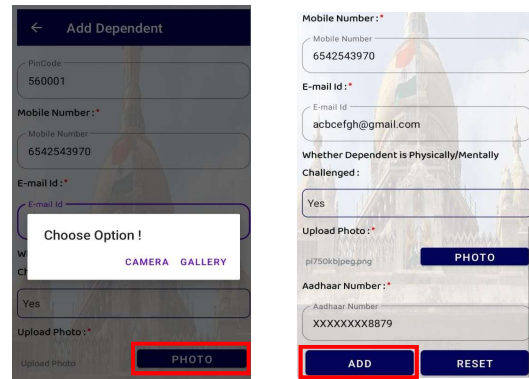 ← Add Dependent
PinCode
560001
Mobile Number :*
Mobile Number
6542543970
E-mail Id :*
E-mail Id
Choose Option !
CAMERA GALLERY
Yes
Upload Photo :*
Upload Photo PHOTO
Mobile Number :*
Mobile Number
6542543970
E-mail Id :*
E-mail Id
acbcefgh@gmail.com
Whether Dependent is Physically/Mentally
Challenged :
Yes
Upload Photo :*
pi750kbjpeg.png PHOTO
Aadhaar Number :*
Aadhaar Number
XXXXXXXX8879
ADD RESET